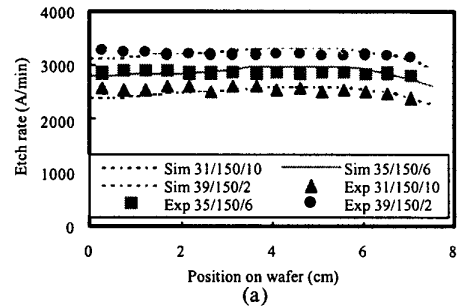 Etch rate (A/min)
4000
3000
2000
1000
0
Sim 31/150/10
Sim 35/150/6
Sim 39/150/2
Exp 31/150/10
Exp 35/150/6
Exp 39/150/2
0 2 4 6 8
Position on wafer (cm)
(a)